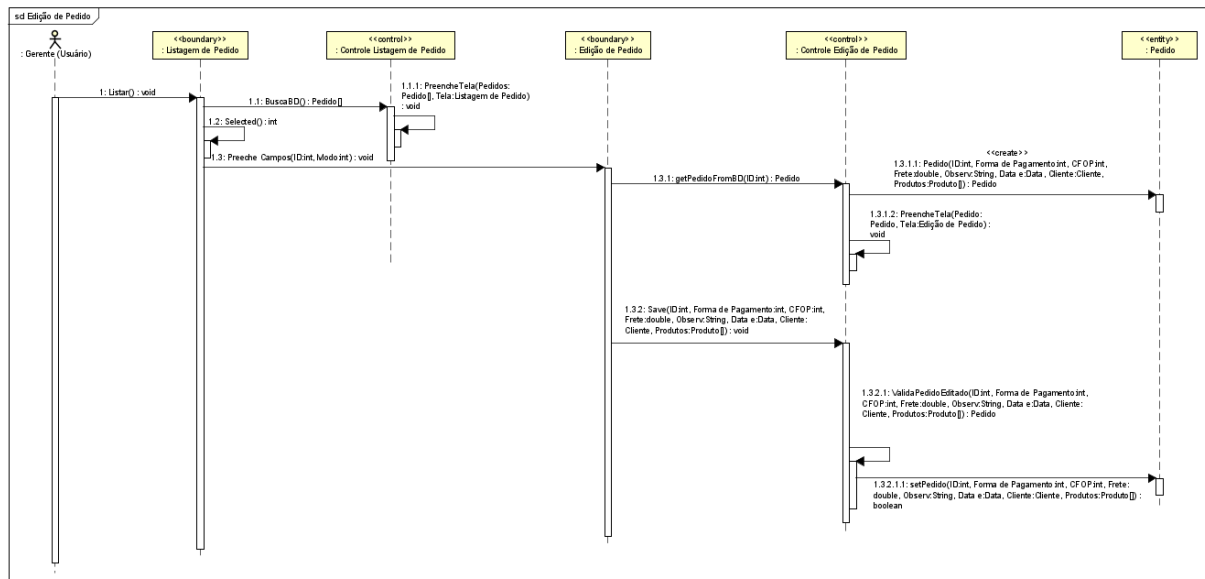 sd Edição de Pedido
: Gerente (Usuário)
<<boundary>>
: Listagem de Pedido
<<control>>
: Controle Listagem de Pedido
<<boundary>>
: Edição de Pedido
<<control>>
: Controle Edição de Pedido
<<entity>>
: Pedido
1: Listar() : void
1.1: BuscaBD() : Pedido[]
1.1.1: PreencheTela(Pedidos:
Pedido[], Tela:Listagem de Pedido)
: void
1.2: Selected() : int
1.3: Preeche Campos(ID:int, Modo:int) : void
1.3.1: getPedidoFromBD(ID:int) : Pedido
<<create>>
1.3.1.1: Pedido(ID:int, Forma de Pagamento:int, CFOP:int,
Frete:double, Observ:String, Data e:Data, Cliente:Cliente,
Produtos:Produto[]) : Pedido
1.3.1.2: PreencheTela(Pedido:
Pedido, Tela:Edição de Pedido) :
void
1.3.2: Save(ID:int, Forma de Pagamento:int, CFOP:int,
Frete:double, Observ:String, Data e:Data, Cliente:
Cliente, Produtos:Produto[]) : void
1.3.2.1: ValidaPedidoEditado(ID:int, Forma de Pagamento:int,
CFOP:int, Frete:double, Observ:String, Data e:Data, Cliente:
Cliente, Produtos:Produto[]) : Pedido
1.3.2.1.1: setPedido(ID:int, Forma de Pagamento:int, CFOP:int, Frete:
double, Observ:String, Data e:Data, Cliente:Cliente, Produtos:Produto[]) :
boolean